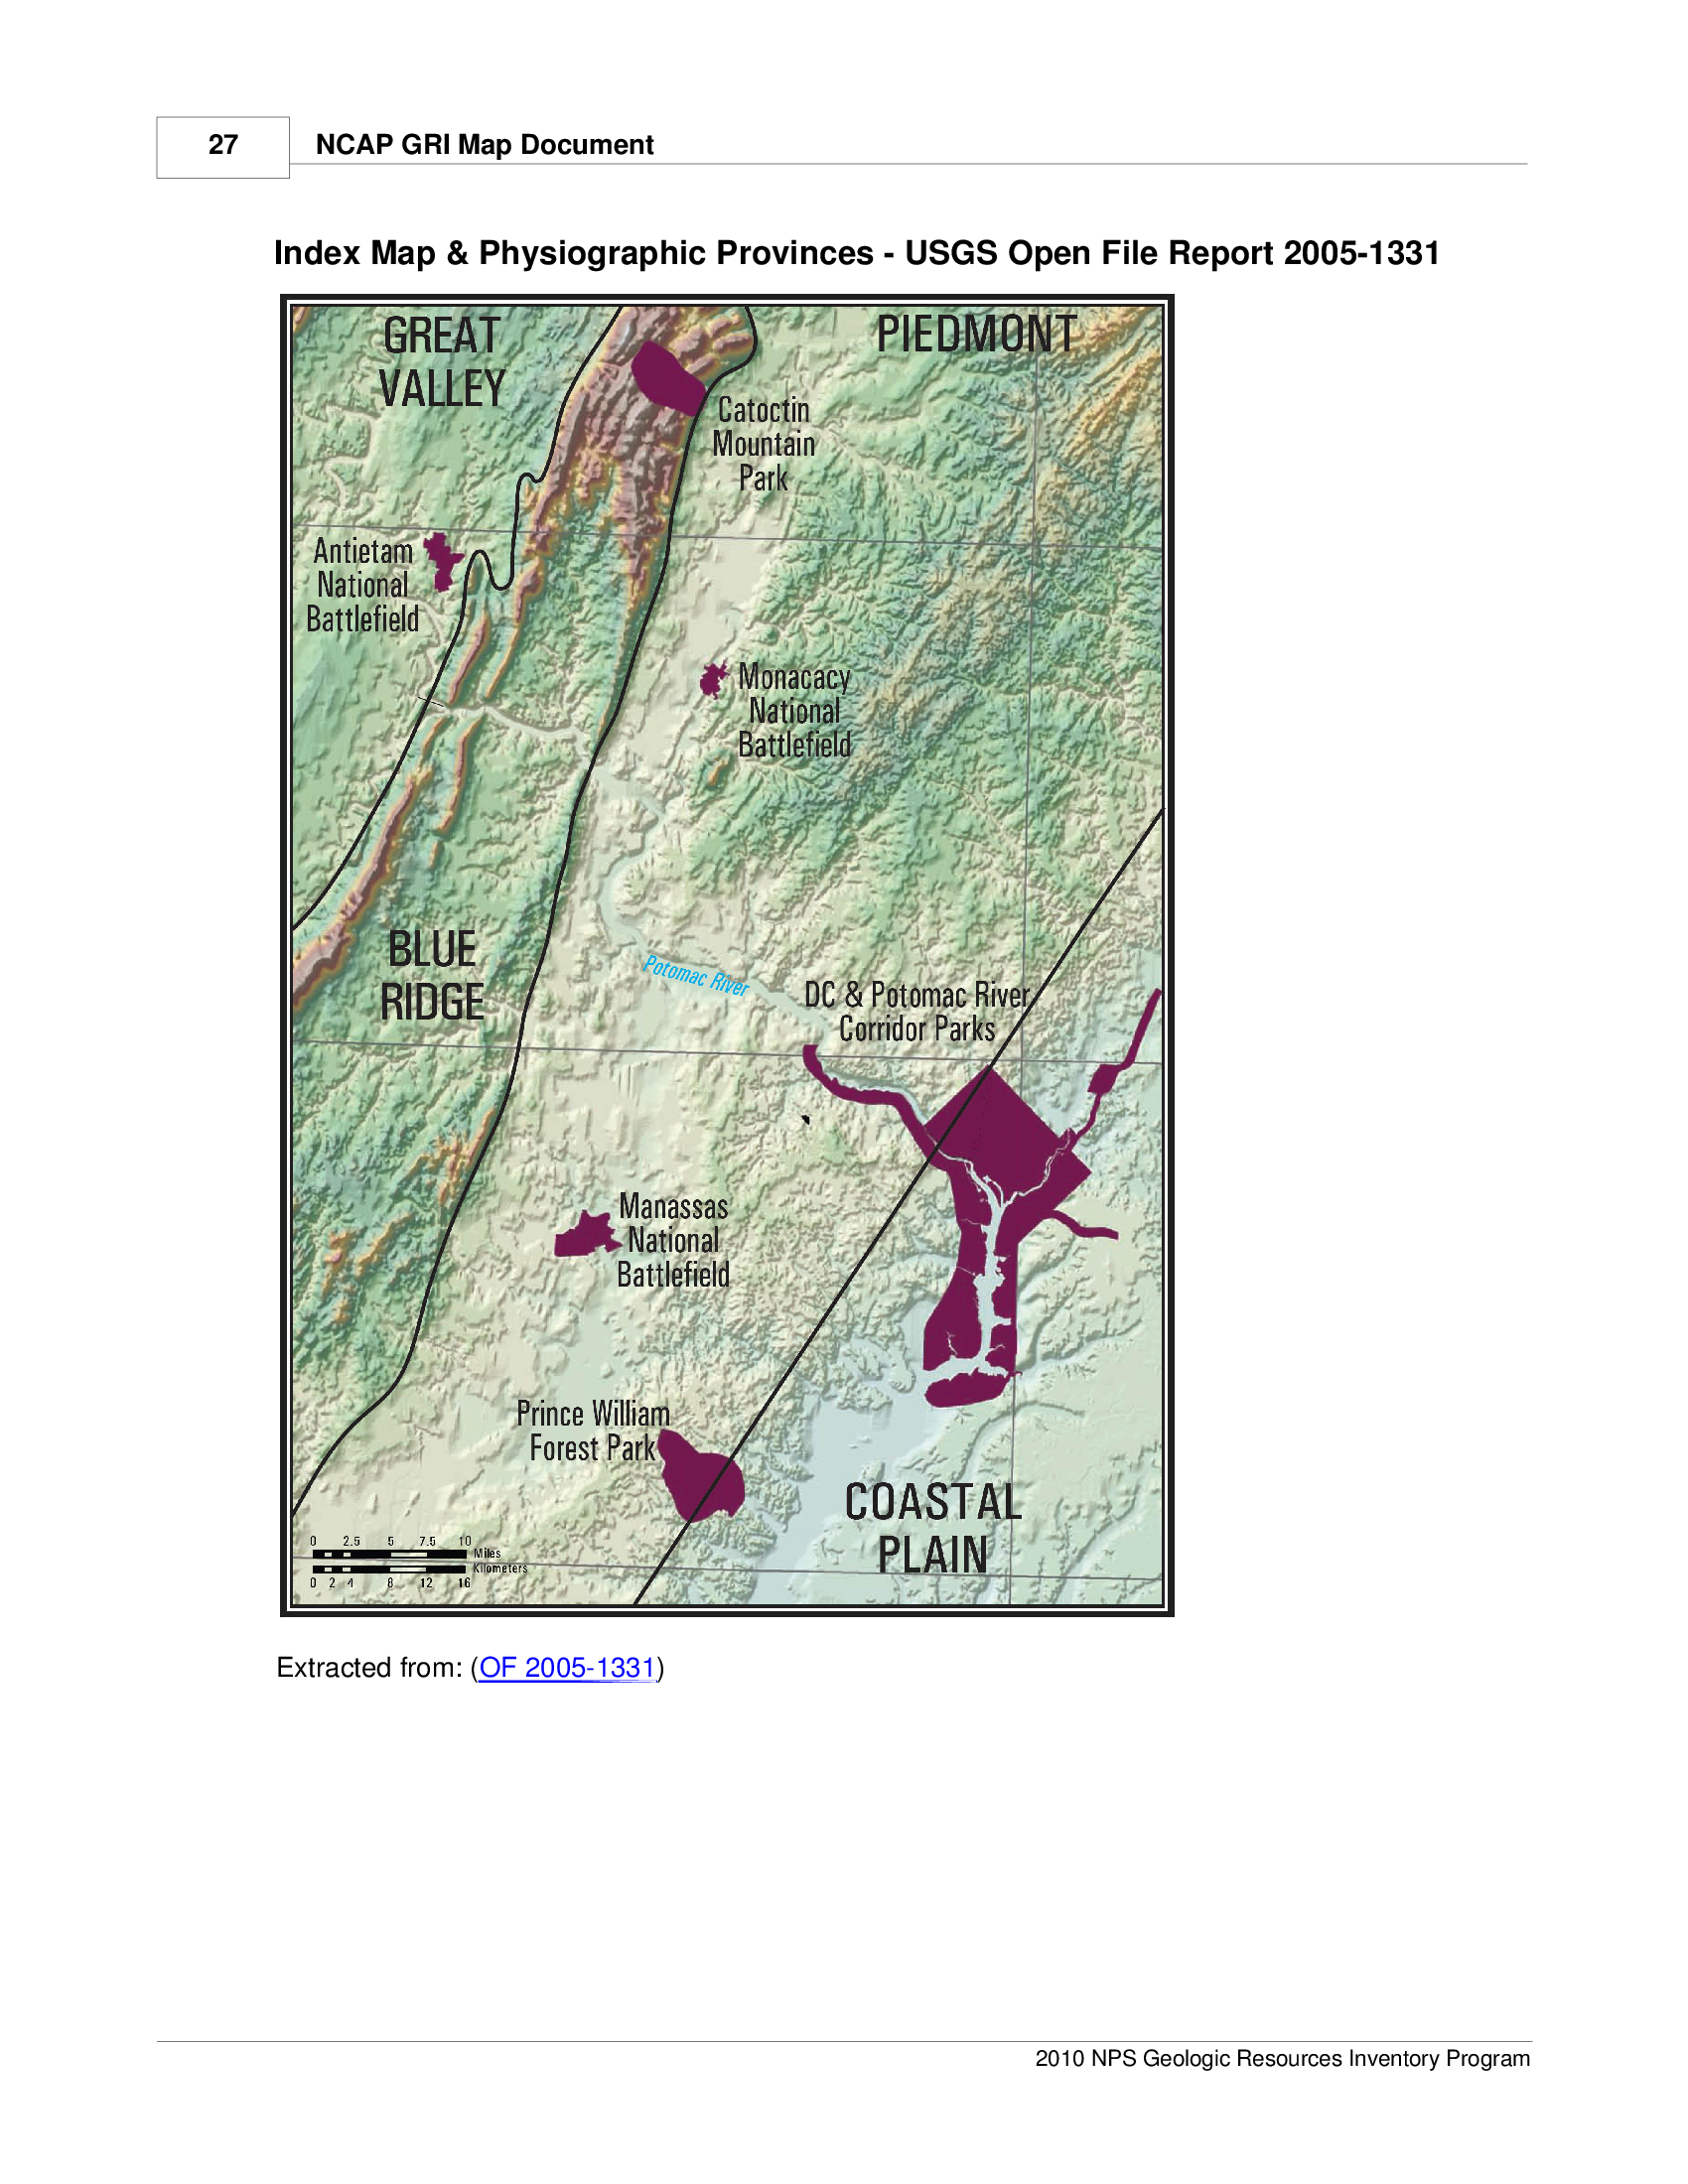 27
NCAP GRI Map Document
Index Map & Physiographic Provinces - USGS Open File Report 2005-1331
GREAT
VALLEY
PIEDMONT
Catoctin
Mountain
Park
Antietam
National
Battlefield
Monacacy
National
Battlefield
BLUE
RIDGE
Potomac River
DC & Potomac River
Corridor Parks
Manassas
National
Battlefield
Prince William
Forest Park
COASTAL
PLAIN
0 2.5 5 7.5 10
Miles
Kilometers
0 2 4 8 12 16
Extracted from: (OF 2005-1331)
2010 NPS Geologic Resources Inventory Program